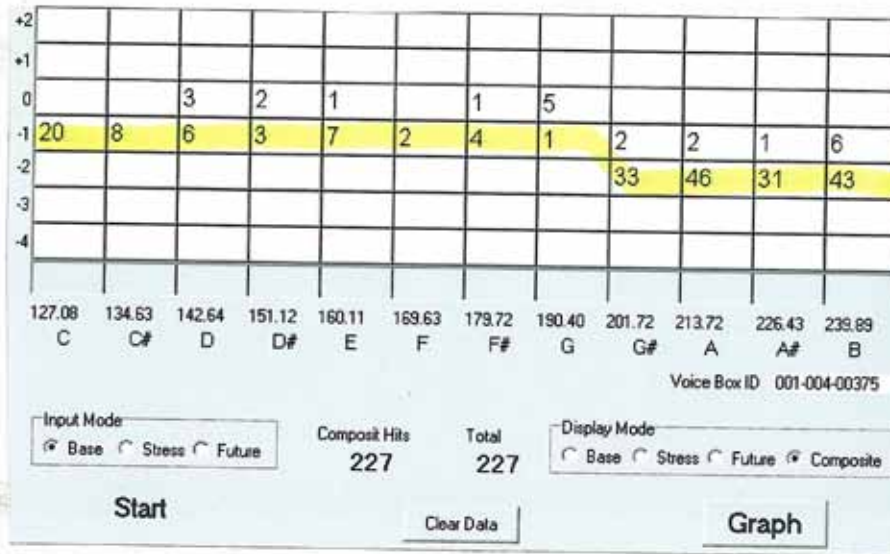 +2
+1
0 3 2 1 1 5
-1 20 8 6 3 7 2 4 1 2 2 1 6
-2 33 46 31 43
-3
-4
127.08 134.63 142.64 151.12 160.11 169.63 179.72 190.40 201.72 213.72 226.43 239.89
C C# D D# E F F# G G# A A# B
Voice Box ID 001-004-00375
Input Mode Composit Hits Total Display Mode
Base Stress Future 227 227 Base Stress Future Composite
Start Clear Data Graph